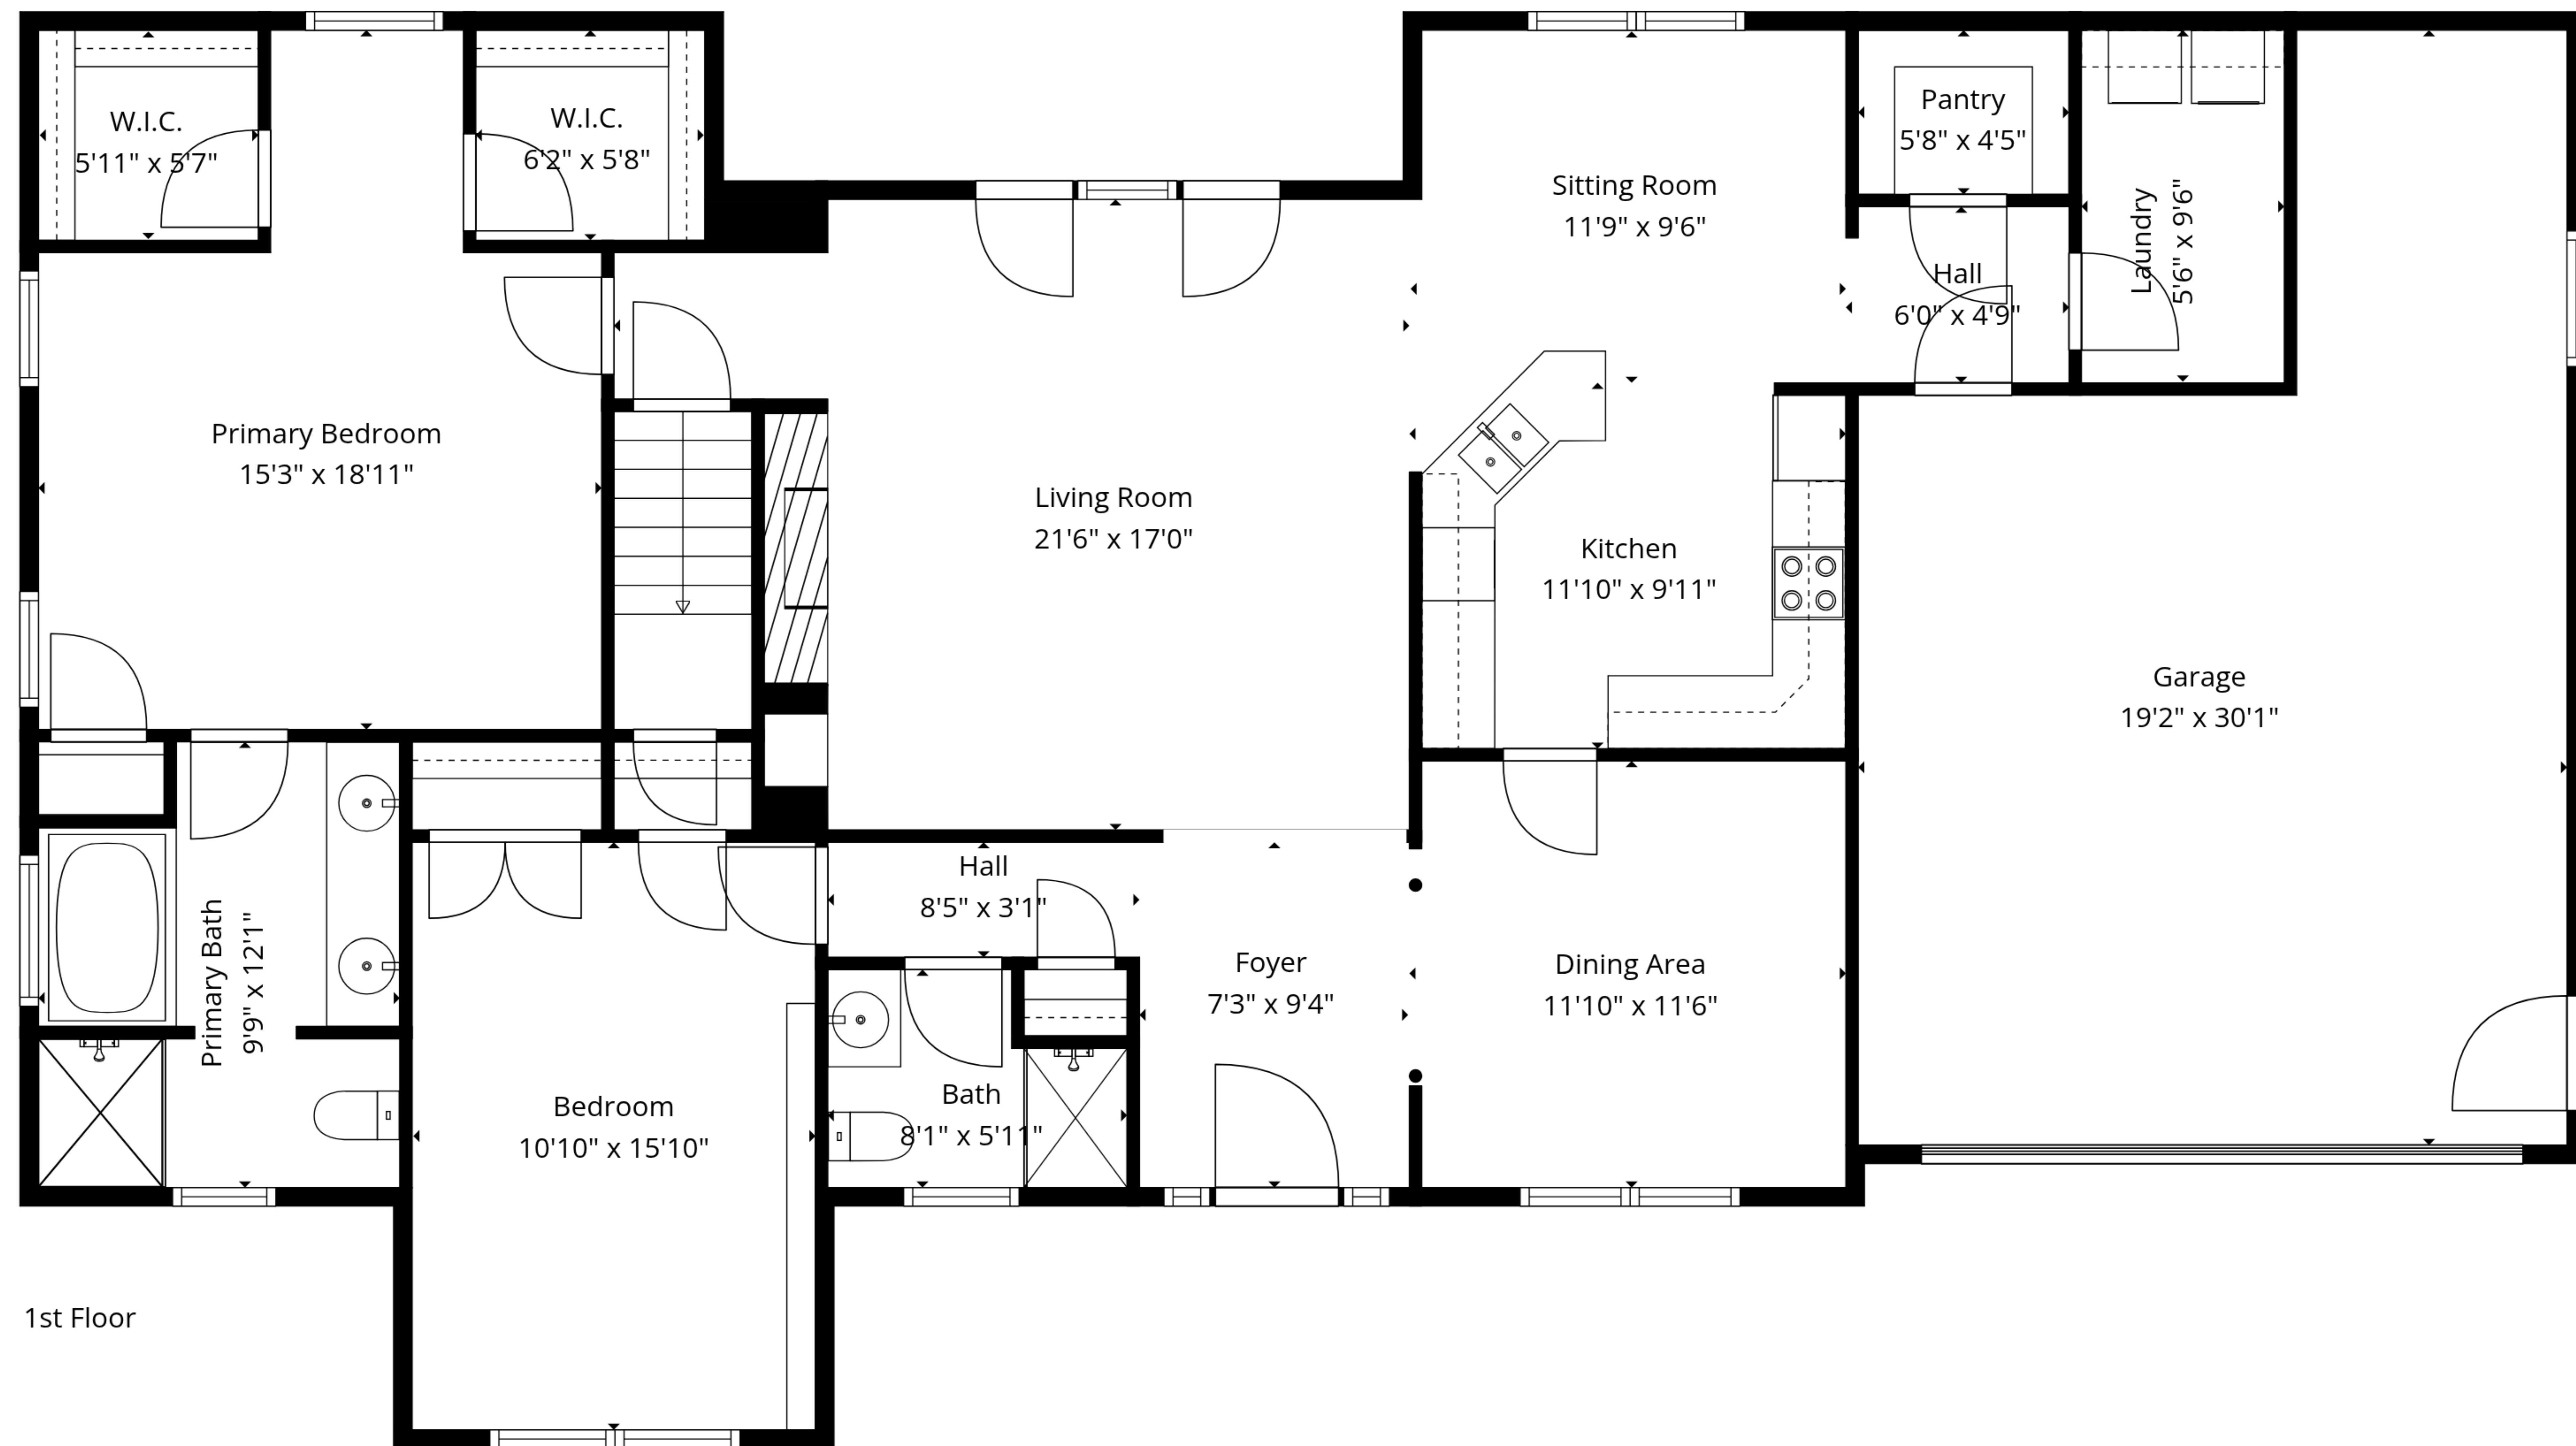 W.I.C.
5'11" x 5'7"
W.I.C.
6'2" x 5'8"
Pantry
5'8" x 4'5"
Sitting Room
11'9" x 9'6"
Laundry
5'6" x 9'6"
Hall
6'0" x 4'9"
Primary Bedroom
15'3" x 18'11"
Living Room
21'6" x 17'0"
Kitchen
11'10" x 9'11"
Garage
19'2" x 30'1"
Hall
8'5" x 3'1"
Primary Bath
9'9" x 12'1"
Foyer
7'3" x 9'4"
Dining Area
11'10" x 11'6"
Bedroom
10'10" x 15'10"
Bath
8'1" x 5'11"
1st Floor